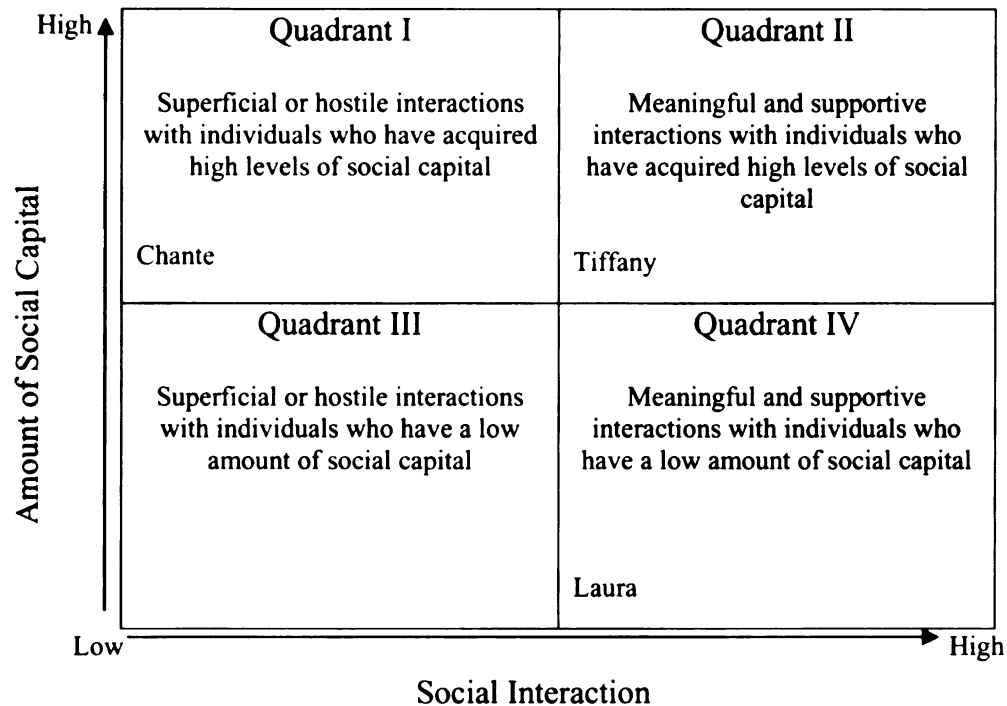 High
Quadrant I
Superficial or hostile interactions
with individuals who have acquired
high levels of social capital
Chante
Quadrant II
Meaningful and supportive
interactions with individuals who
have acquired high levels of social
capital
Tiffany
Quadrant III
Superficial or hostile interactions
with individuals who have a low
amount of social capital
Quadrant IV
Meaningful and supportive
interactions with individuals who
have a low amount of social capital
Laura
Amount of Social Capital
Low
High
Social Interaction